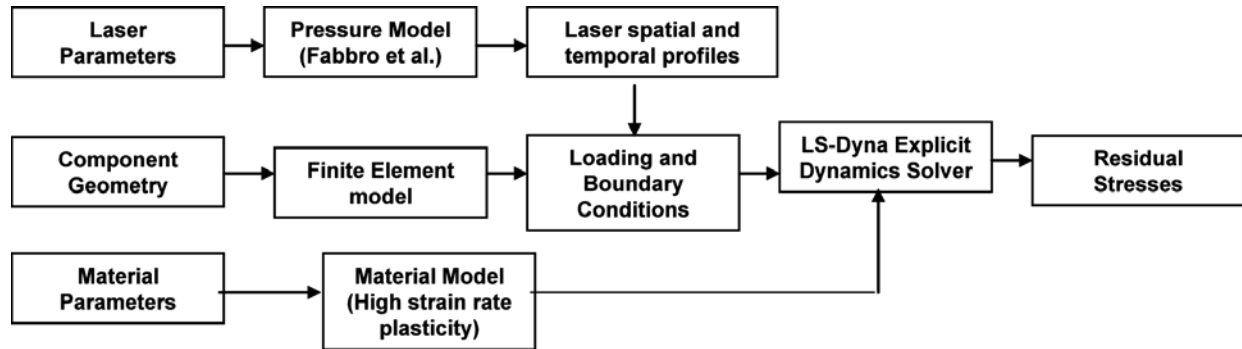 Laser
Parameters
Pressure Model
(Fabbro et al.)
Laser spatial and
temporal profiles
Component
Geometry
Finite Element
model
Loading and
Boundary
Conditions
LS-Dyna Explicit
Dynamics Solver
Residual
Stresses
Material
Parameters
Material Model
(High strain rate
plasticity)